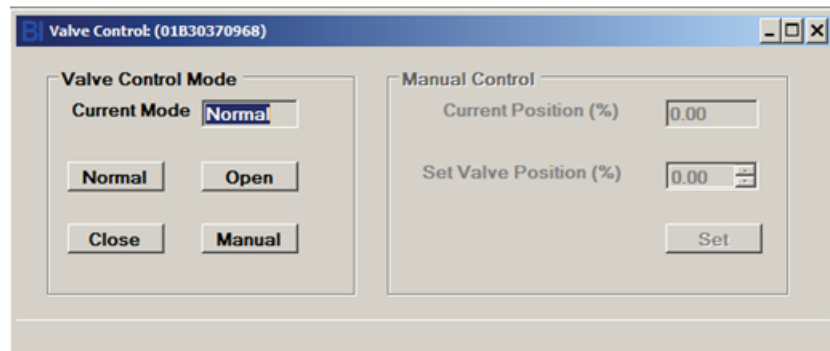 BI Valve Control: (01B30370968)
Valve Control Mode
Current Mode Normal
Normal Open
Close Manual
Manual Control
Current Position (%) 0.00
Set Valve Position (%) 0.00
Set